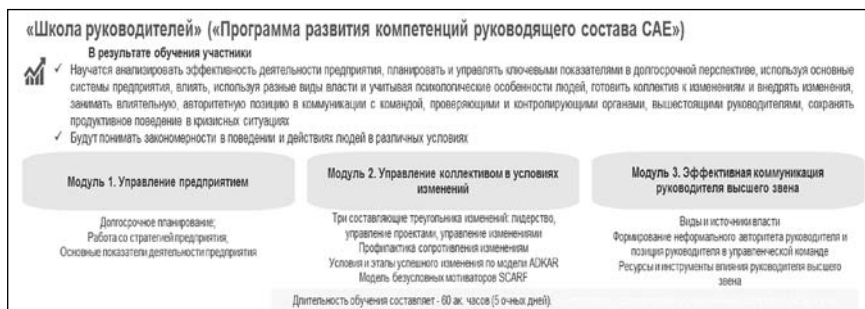 «Школа руководителей» («Программа развития компетенций руководящего состава САЕ»)
В результате обучения участники
✓ Научатся анализировать эффективность деятельности предприятия, планировать и управлять ключевыми показателями в долгосрочной перспективе, используя основные
системы предприятия, влиять, используя разные виды власти и учитывая психологические особенности людей, готовить коллектив к изменениям и внедрять изменения,
занимать влиятельную, авторитетную позицию в коммуникации с командой, проверяющими и контролирующими органами, вышестоящими руководителями, сохранять
продуктивное поведение в кризисных ситуациях
✓ Будут понимать закономерности в поведении и действиях людей в различных условиях
Модуль 1. Управление предприятием
Долгосрочное планирование;
Работа со стратегией предприятия;
Основные показатели деятельности предприятия
Модуль 2. Управление коллективом в условиях
изменений
Три составляющие треугольника изменений: лидерство,
управление проектами, управление изменениями
Профилактика сопротивления изменениям
Условия и этапы успешного изменения по модели ADKAR
Модель безусловных мотиваторов SCARF
Модуль 3. Эффективная коммуникация
руководителя высшего звена
Виды и источники власти
Формирование неформального авторитета руководителя и
позиция руководителя в управленческой команде
Ресурсы и инструменты влияния руководителя высшего
звена
Длительность обучения составляет - 60 ак. часов (5 очных дней).